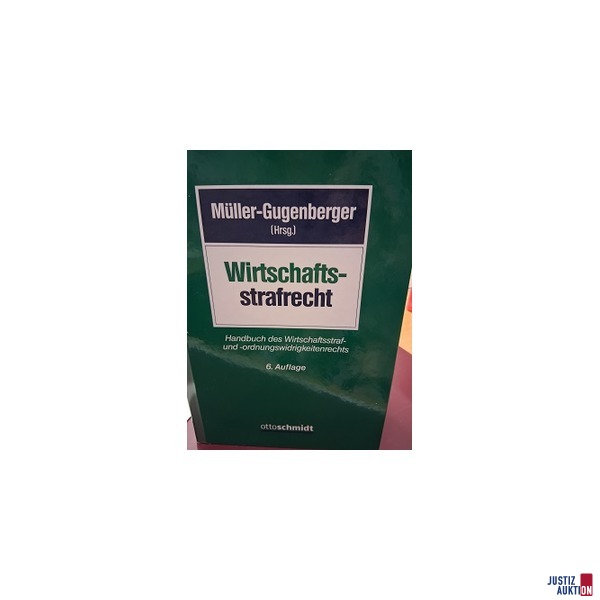 Müller-Gugenberger
(Hrsg.)
Wirtschafts-
strafrecht
Handbuch des Wirtschaftsstraf-
und -ordnungswidrigkeitenrechts
6. Auflage
ottoschmidt
JUSTIZ
AUKTION